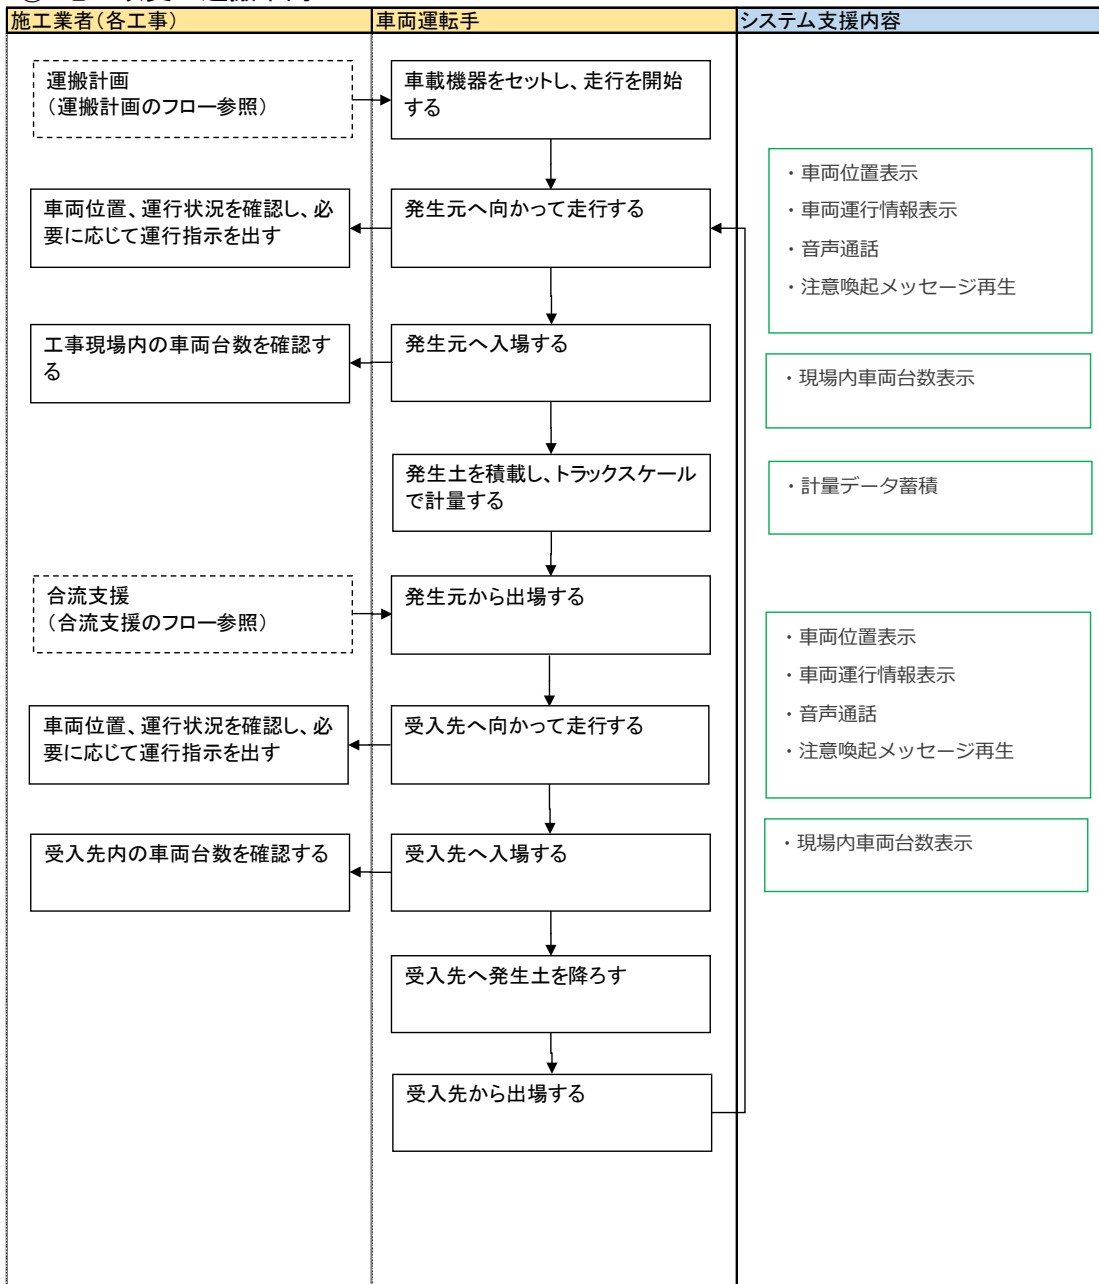 施工業者（各工事）
車両運転手
システム支援内容
運搬計画
（運搬計画のフロー参照）
車載機器をセットし、走行を開始
する
・車両位置表示
・車両運行情報表示
・音声通話
・注意喚起メッセージ再生
車両位置、運行状況を確認し、必
要に応じて運行指示を出す
発生元へ向かって走行する
工事現場内の車両台数を確認す
る
発生元へ入場する
・現場内車両台数表示
発生土を積載し、トラックスケール
で計量する
・計量データ蓄積
合流支援
（合流支援のフロー参照）
発生元から出場する
・車両位置表示
・車両運行情報表示
・音声通話
・注意喚起メッセージ再生
車両位置、運行状況を確認し、必
要に応じて運行指示を出す
受入先へ向かって走行する
受入先内の車両台数を確認する
受入先へ入場する
・現場内車両台数表示
受入先へ発生土を降ろす
受入先から出場する